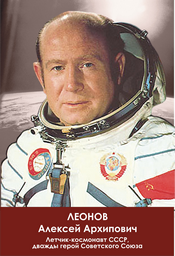 ЛЕОНОВ
Алексей Архипович
Летчик-космонавт СССР,
дважды герой Советского Союза